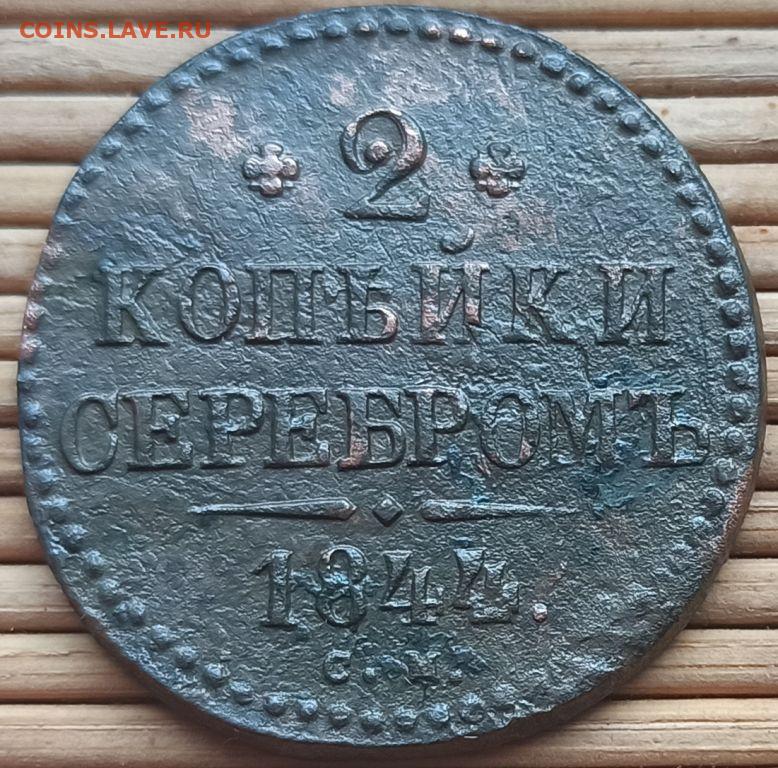 COINS.LAVE.RU
2
КОПѢЙКИ
СЕРЕБРОМЪ
1844.
С.М.